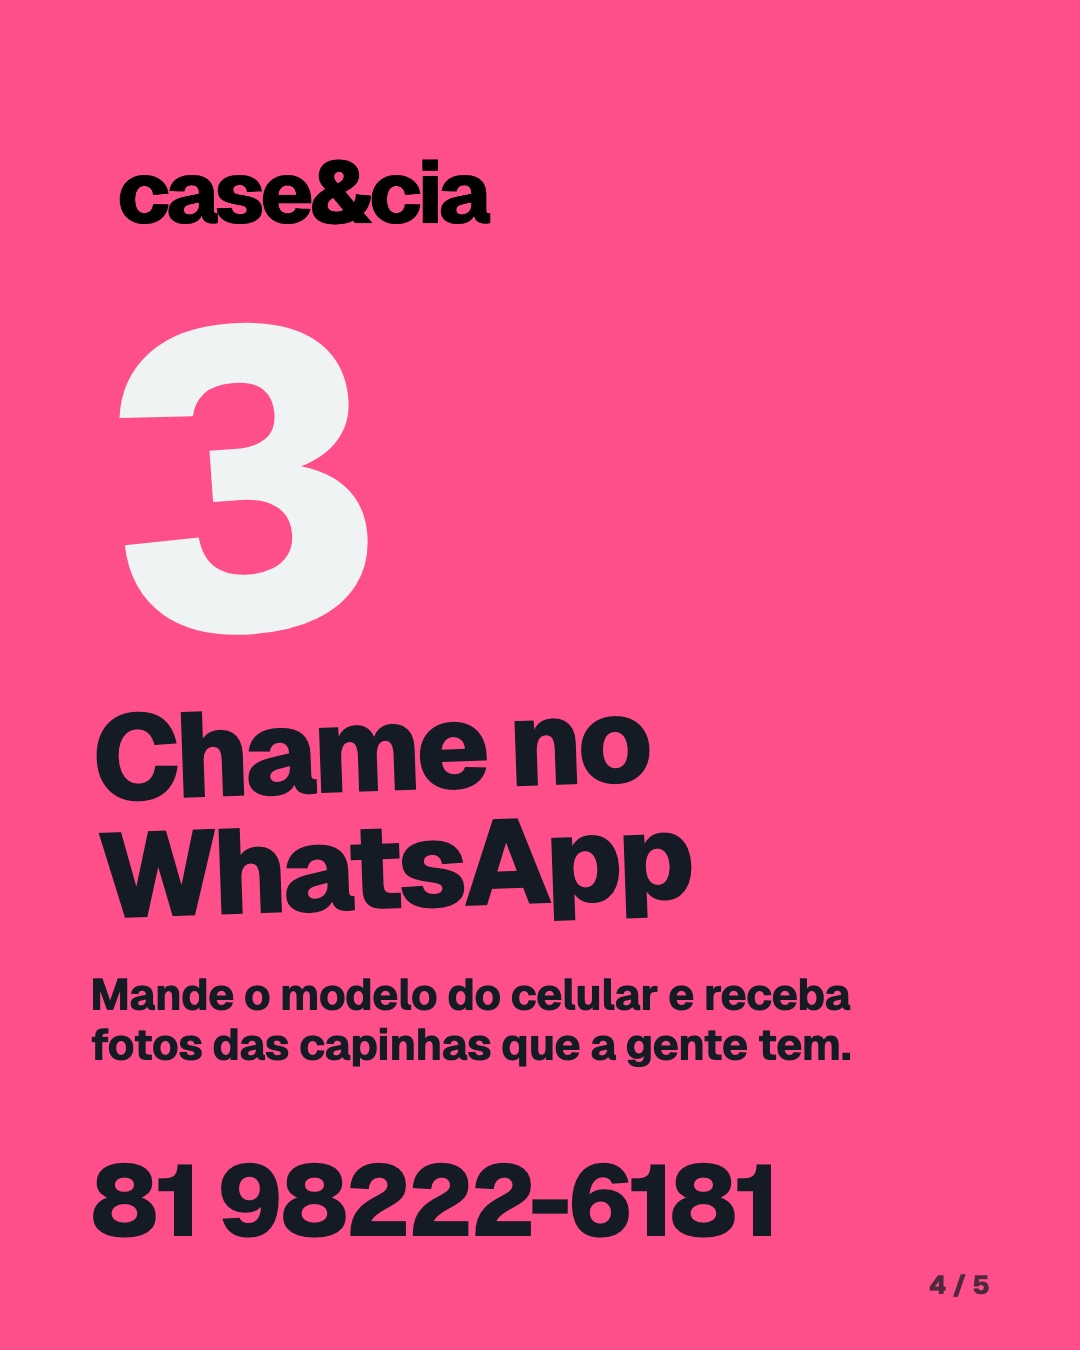 case&cia
3
Chame no
WhatsApp
Mande o modelo do celular e receba
fotos das capinhas que a gente tem.
81 98222-6181
4 / 5